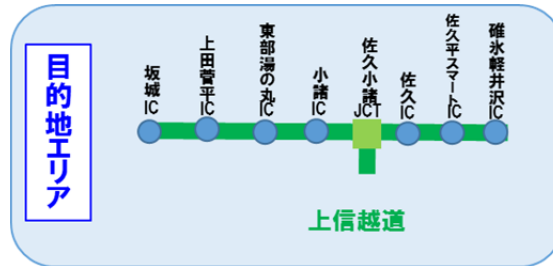 目的地エリア
坂城IC
上田菅平IC
東部湯の丸IC
小諸IC
佐久小諸JCT
佐久IC
佐久平スマートIC
碓氷軽井沢IC
上信越道